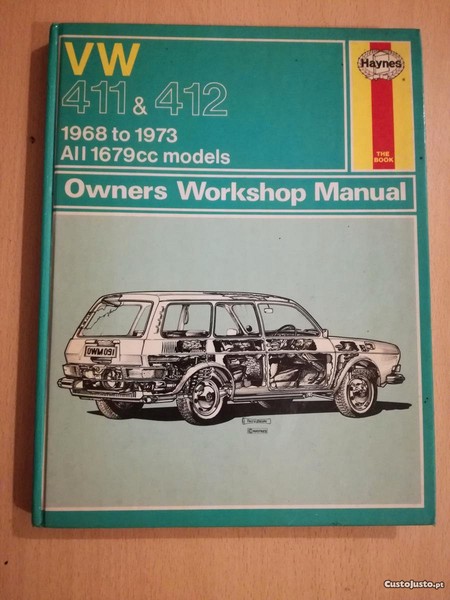 VW
411 & 412
1968 to 1973
All 1679cc models
Haynes
THE
BOOK
Owners Workshop Manual
OWM 091
© HAYNES
CustoJusto.pt